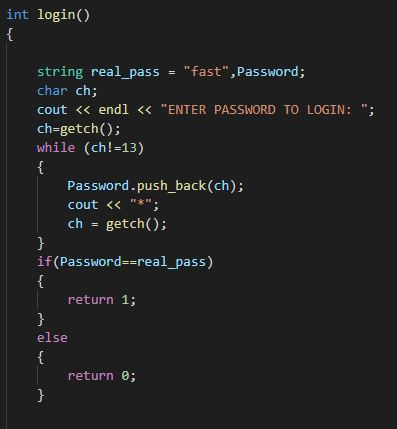 int login()
{
string real_pass = "fast",Password;
char ch;
cout << endl << "ENTER PASSWORD TO LOGIN: ";
ch=getch();
while (ch!=13)
{
Password.push_back(ch);
cout << "*";
ch = getch();
}
if(Password==real_pass)
{
return 1;
}
else
{
return 0;
}